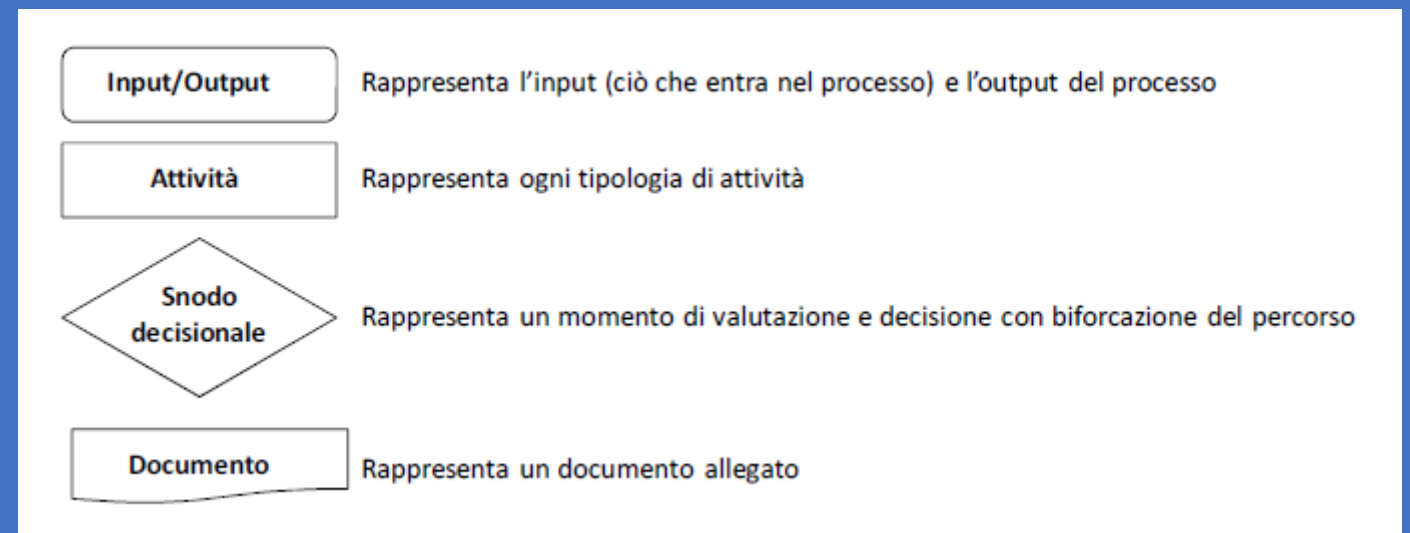 Input/Output
Rappresenta l’input (ciò che entra nel processo) e l’output del processo
Attività
Rappresenta ogni tipologia di attività
Snodo
decisionale
Rappresenta un momento di valutazione e decisione con biforcazione del percorso
Documento
Rappresenta un documento allegato